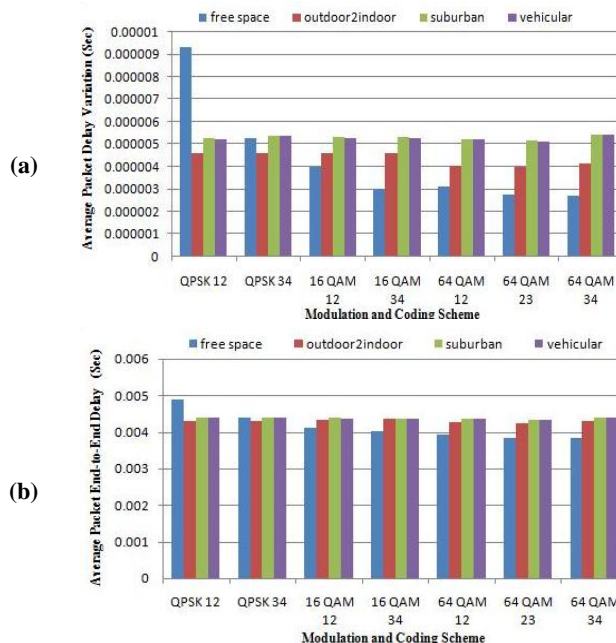 (a)
free space outdoor2indoor suburban vehicular
Average Packet Delay Variation (Sec)
0.00001
0.000009
0.000008
0.000007
0.000006
0.000005
0.000004
0.000003
0.000002
0.000001
0
QPSK 12 QPSK 34 16 QAM 16 QAM 64 QAM 64 QAM 64 QAM
12 34 12 23 34
Modulation and Coding Scheme
(b)
free space outdoor2indoor suburban vehicular
Average Packet End-to-End Delay (Sec)
0.006
0.005
0.004
0.003
0.002
0.001
0
QPSK 12 QPSK 34 16 QAM 16 QAM 64 QAM 64 QAM 64 QAM
12 34 12 23 34
Modulation and Coding Scheme